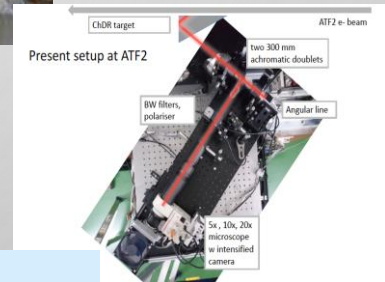 ChDR target
ATF2 e- beam
Present setup at ATF2
two 300 mm
achromatic doublets
BW filters,
polariser
Angular line
5x , 10x, 20x
microscope
w intensified
camera